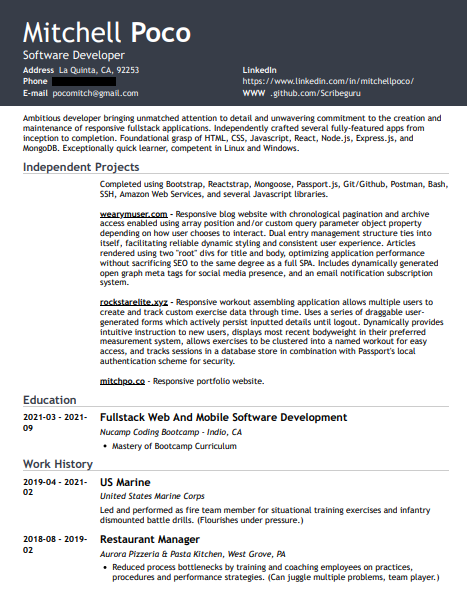 Mitchell Poco
Software Developer
Address La Quinta, CA, 92253
Phone
E-mail pocomitch@gmail.com
LinkedIn
https://www.linkedin.com/in/mitchellpoco/
WWW .github.com/Scribeguru
Ambitious developer bringing unmatched attention to detail and unwavering commitment to the creation and
maintenance of responsive fullstack applications. Independently crafted several fully-featured apps from
inception to completion. Foundational grasp of HTML, CSS, Javascript, React, Node.js, Express.js, and
MongoDB. Exceptionally quick learner, competent in Linux and Windows.
Independent Projects
Completed using Bootstrap, Reactstrap, Mongoose, Passport.js, Git/Github, Postman, Bash,
SSH, Amazon Web Services, and several Javascript libraries.
wearymuser.com - Responsive blog website with chronological pagination and archive
access enabled using array position and/or custom query parameter object property
depending on how user chooses to interact. Dual entry management structure ties into
itself, facilitating reliable dynamic styling and consistent user experience. Articles
rendered using two "root" divs for title and body, optimizing application performance
without sacrificing SEO to the same degree as a full SPA. Includes dynamically generated
open graph meta tags for social media presence, and an email notification subscription
system.
rockstarelite.xyz - Responsive workout assembling application allows multiple users to
create and track custom exercise data through time. Uses a series of draggable user-
generated forms which actively persist inputted details until logout. Dynamically provides
intuitive instruction to new users, displays most recent bodyweight in their preferred
measurement system, allows exercises to be clustered into a named workout for easy
access, and tracks sessions in a database store in combination with Passport's local
authentication scheme for security.
mitchpo.co - Responsive portfolio website.
Education
2021-03 - 2021-
09
Fullstack Web And Mobile Software Development
Nucamp Coding Bootcamp - Indio, CA
• Mastery of Bootcamp Curriculum
Work History
2019-04 - 2021-
02
US Marine
United States Marine Corps
Led and performed as fire team member for situational training exercises and infantry
dismounted battle drills. (Flourishes under pressure.)
2018-08 - 2019-
02
Restaurant Manager
Aurora Pizzeria & Pasta Kitchen, West Grove, PA
• Reduced process bottlenecks by training and coaching employees on practices,
procedures and performance strategies. (Can juggle multiple problems, team player.)